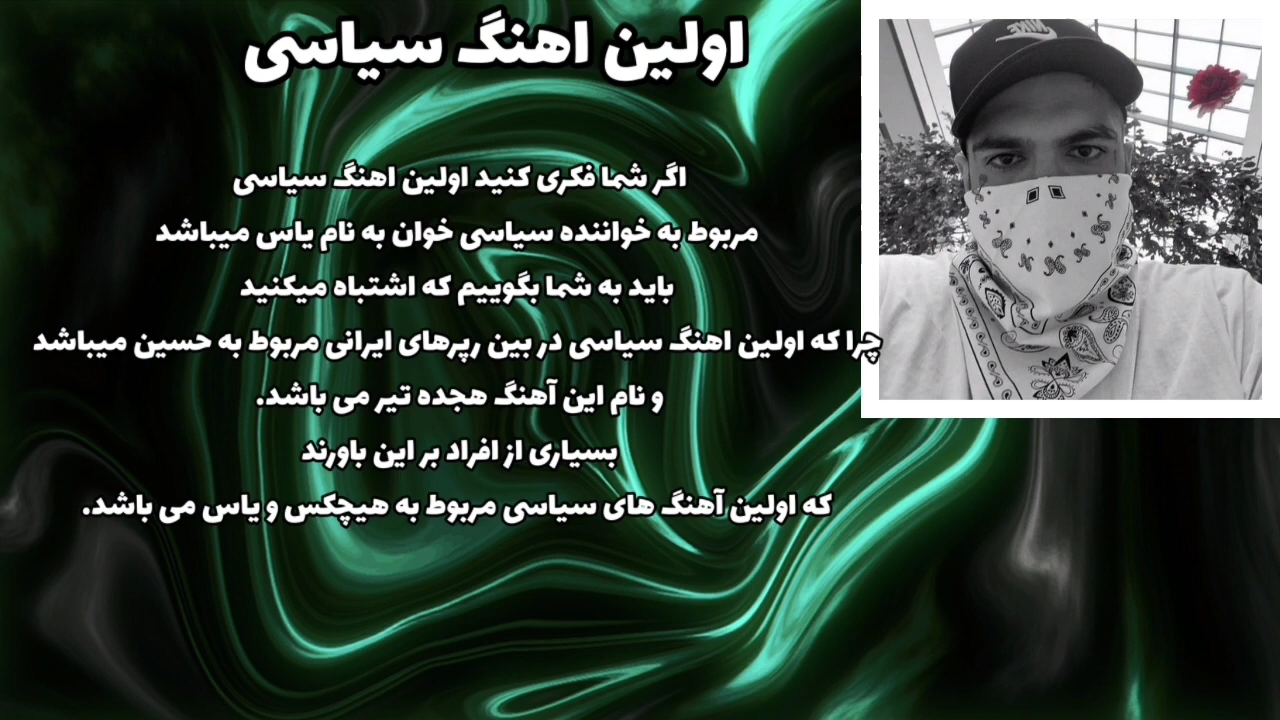 اولین اهنگ سیاسی
اگر شما فکری کنید اولین اهنگ سیاسی
مربوط به خواننده سیاسی خوان به نام یاس میباشد
باید به شما بگوییم که اشتباه میکنید
چرا که اولین اهنگ سیاسی در بین رپرهای ایرانی مربوط به حسین میباشد
و نام این آهنگ هجده تیر می باشد.
بسیاری از افراد بر این باورند
که اولین آهنگ های سیاسی مربوط به هیچکس و یاس می باشد.